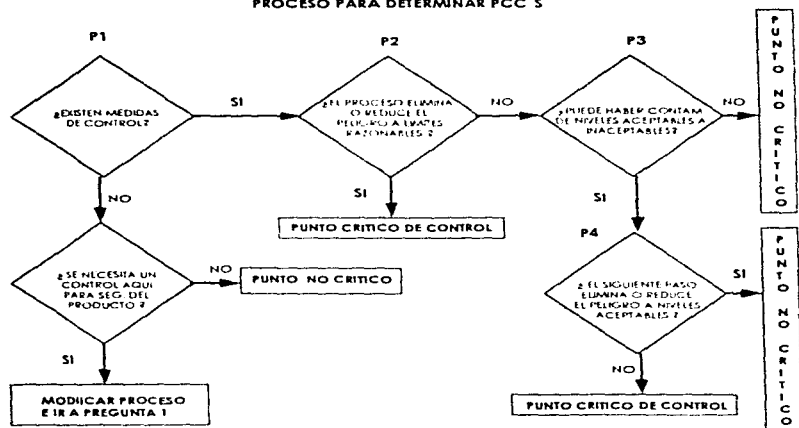 PROCESO PARA DETERMINAR PCC´S
P1
¿EXISTEN MEDIDAS
DE CONTROL?
SI
NO
P2
¿EL PROCESO ELIMINA
O REDUCE EL
PELIGRO A LIMITES
RAZONABLES ?
NO
SI
PUNTO CRITICO DE CONTROL
P3
¿PUEDE HABER CONTAM
DE NIVELES ACEPTABLES A
INACEPTABLES?
NO
PUNTO NO CRITICO
SI
P4
¿ EL SIGUIENTE PASO
ELIMINA O REDUCE
EL PELIGRO A NIVELES
ACEPTABLES ?
SI
PUNTO NO CRITICO
NO
PUNTO CRITICO DE CONTROL
¿ SE NECESITA UN
CONTROL AQUI
PARA SEG. DEL
PRODUCTO ?
NO
PUNTO NO CRITICO
SI
MODIICAR PROCESO
E IR A PREGUNTA 1